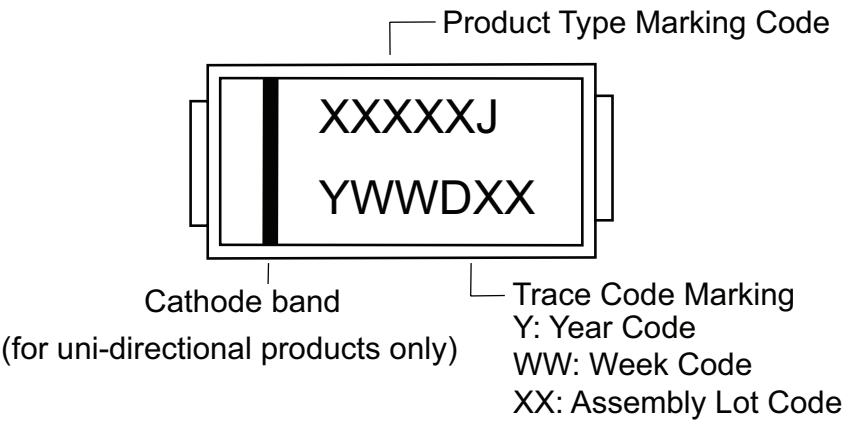 Product Type Marking Code
XXXXXJ
YWWDXX
Cathode band
(for uni-directional products only)
Trace Code Marking
Y: Year Code
WW: Week Code
XX: Assembly Lot Code